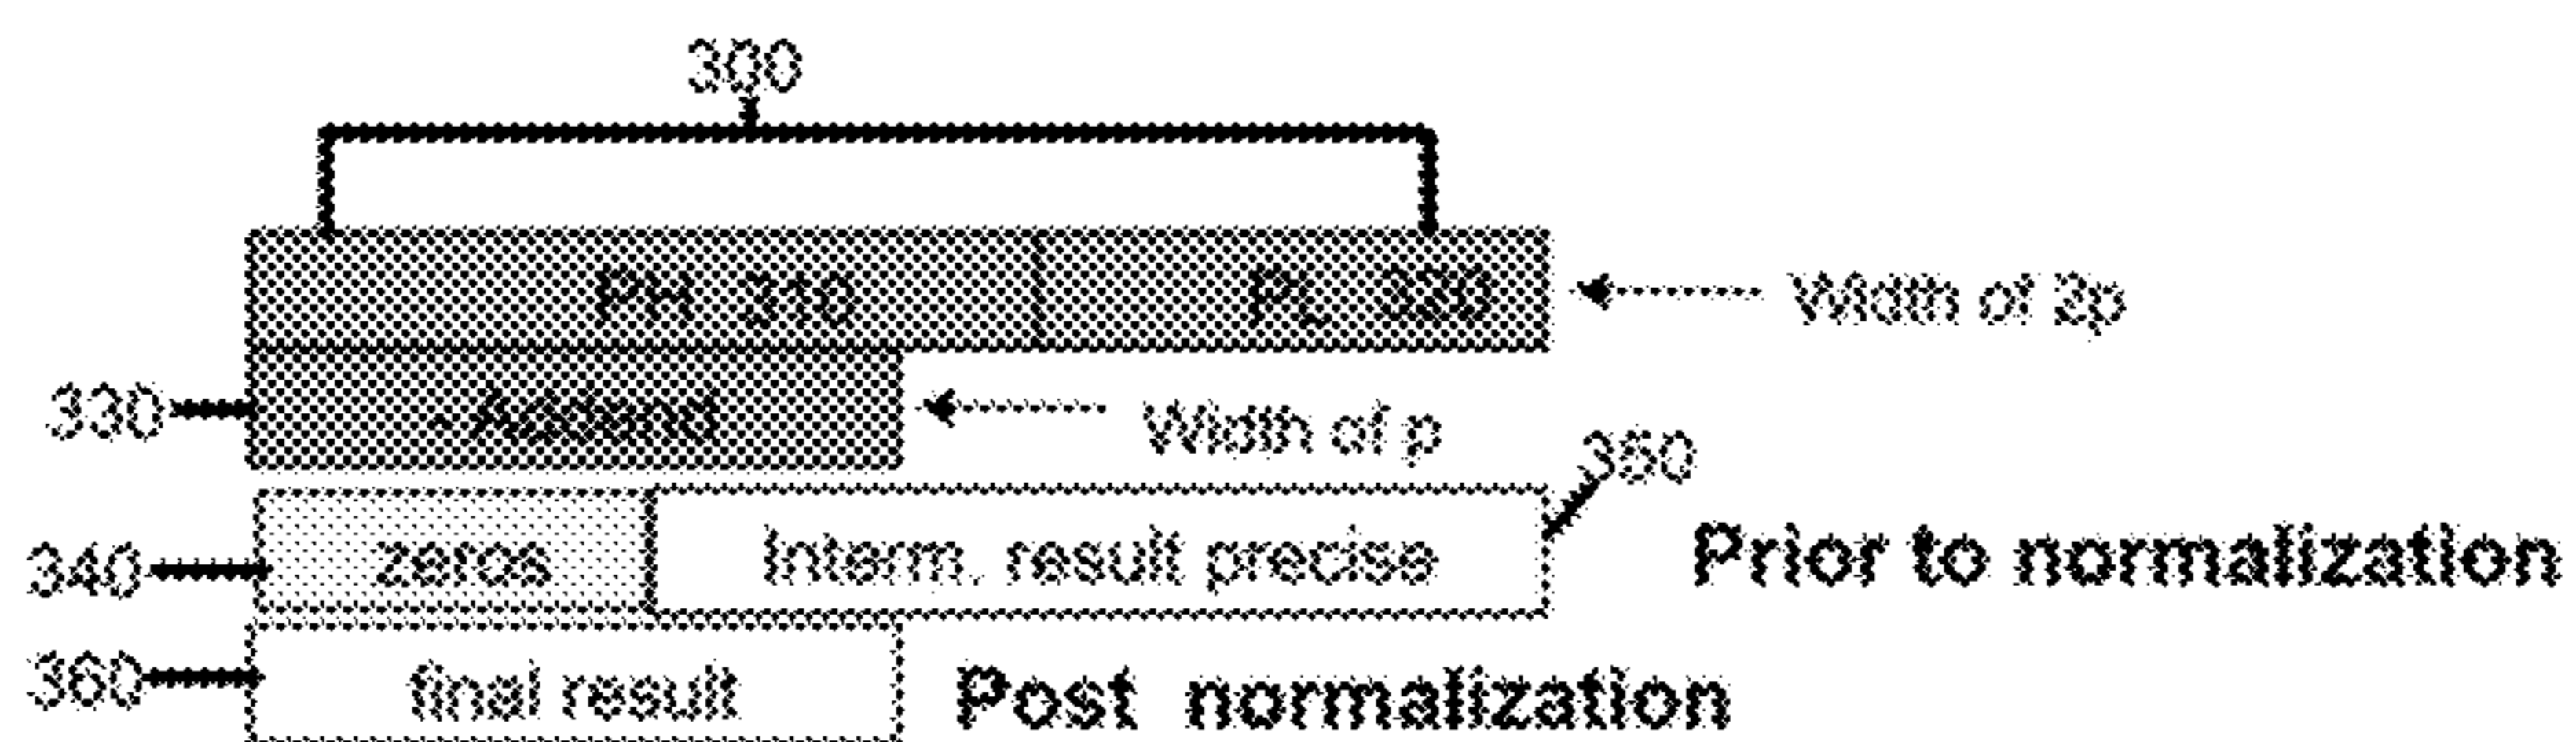 300
PH 310 PL 320 Width of 2p
330 - Addend Width of p
350
340 zeros Interm. result precise Prior to normalization
360 final result Post normalization